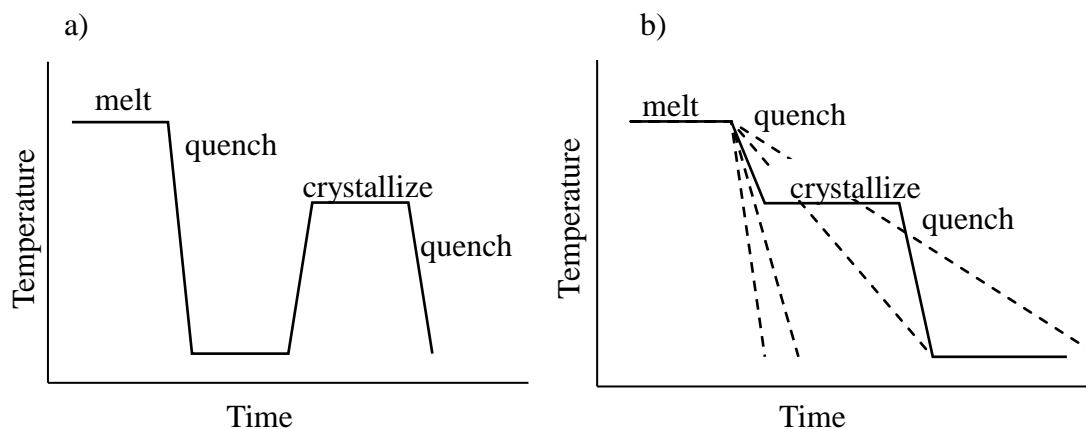 a)
melt
quench
crystallize
quench
Temperature
Time
b)
melt
quench
crystallize
quench
Temperature
Time